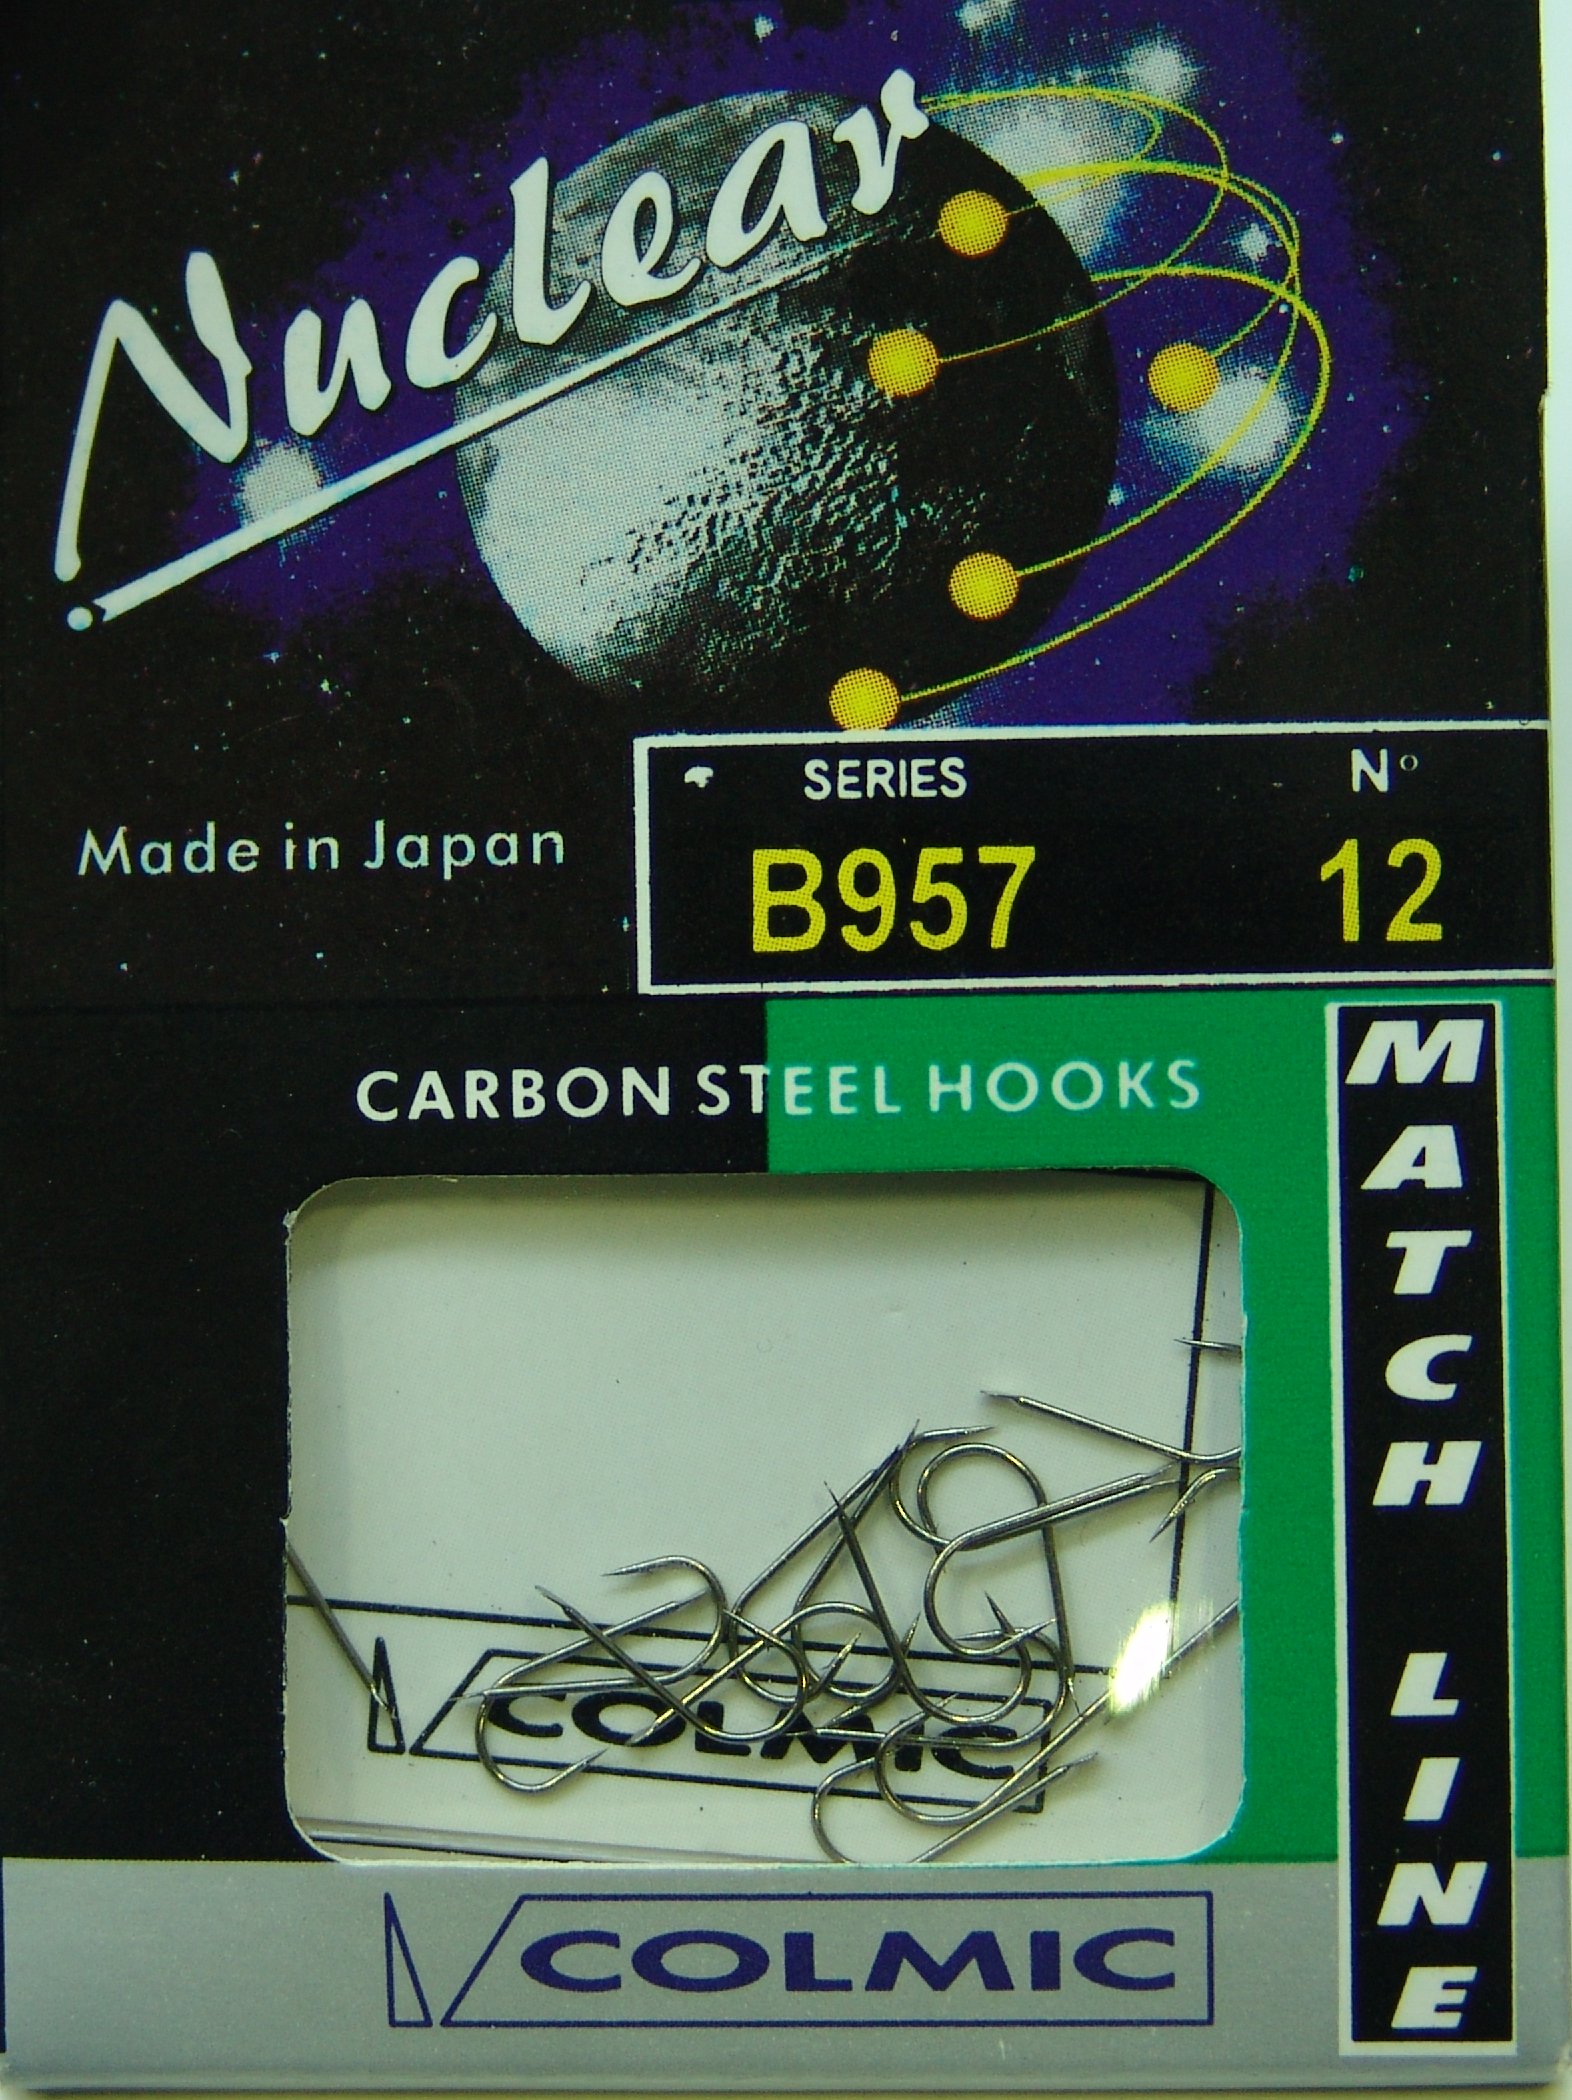 Nuclear
Made in Japan
SERIES N°
B957 12
CARBON STEEL HOOKS
MATCH LINE
COLMIC
COLMIC